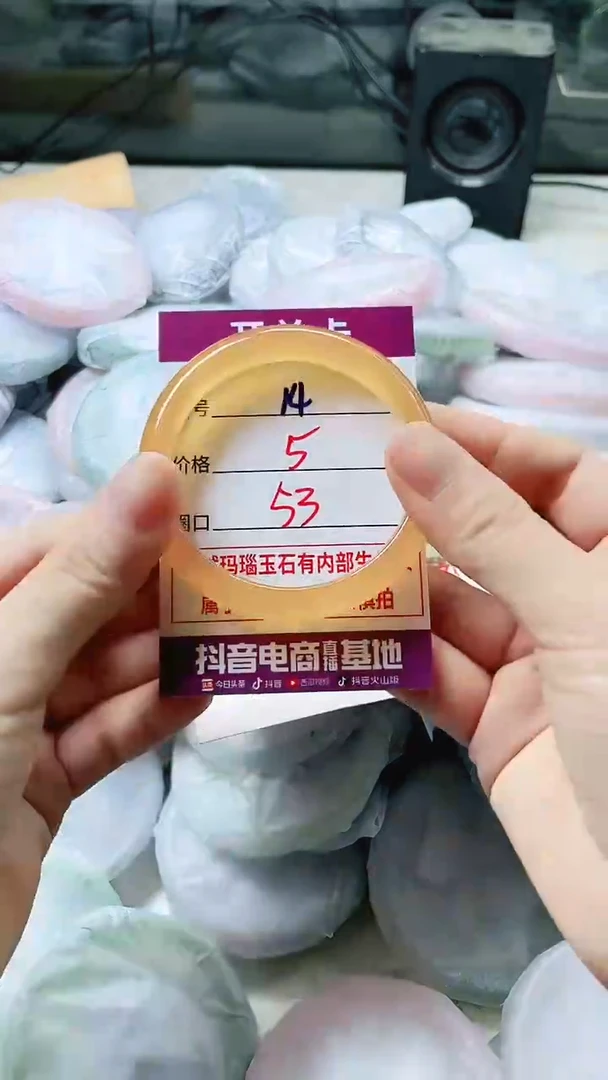 号 14
价格 5
圈口 53
玛瑙玉石有内部生
慎拍
抖音电商直播基地
今日头条 抖音 西瓜视频 抖音火山版